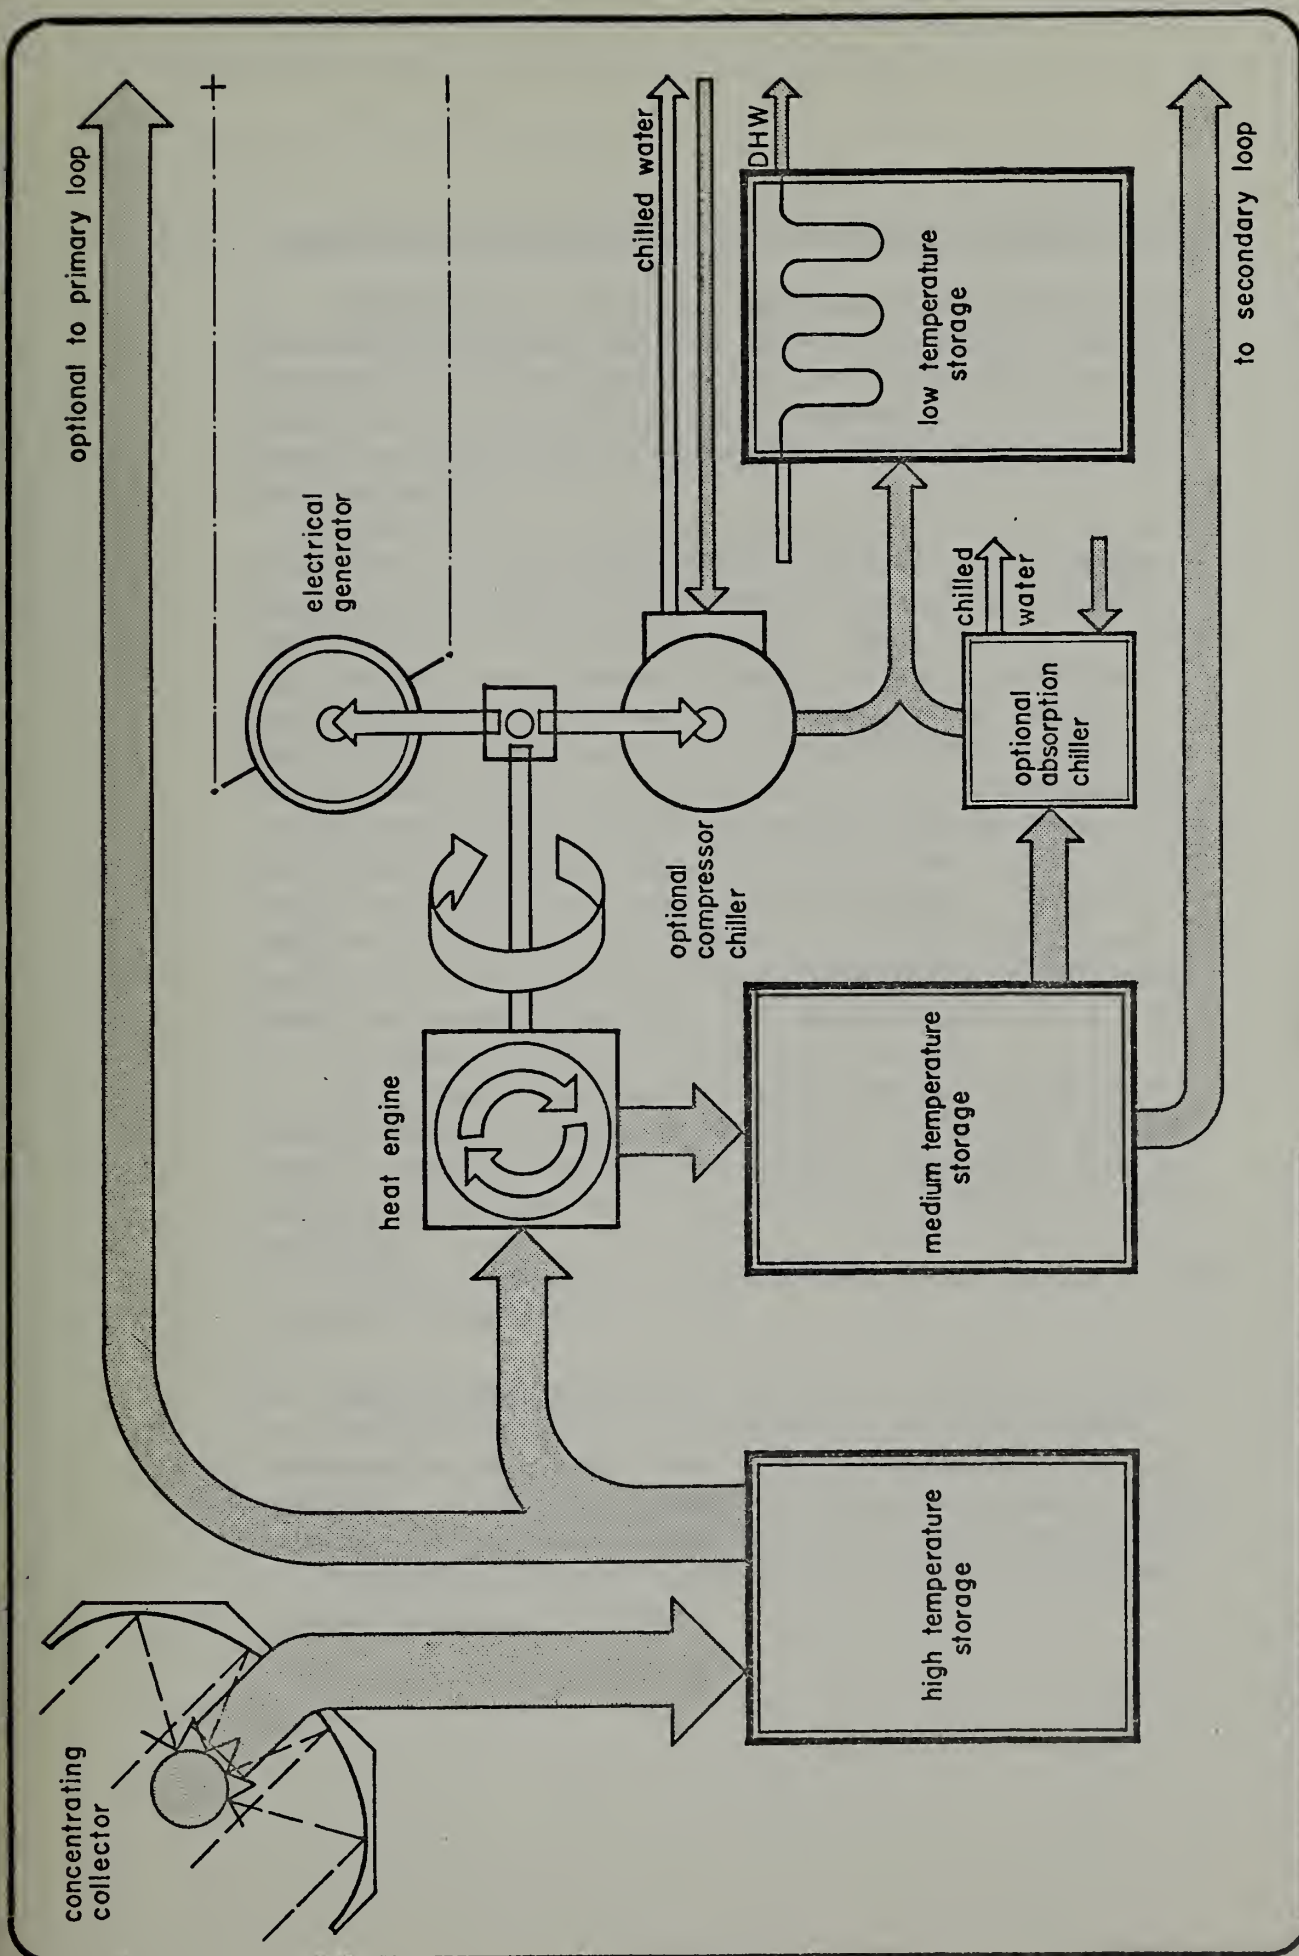 concentrating
collector
optional to primary loop
+
electrical
generator
−
heat engine
chilled water
optional
compressor
chiller
DHW
high temperature
storage
medium temperature
storage
low temperature
storage
chilled
water
optional
absorption
chiller
to secondary loop